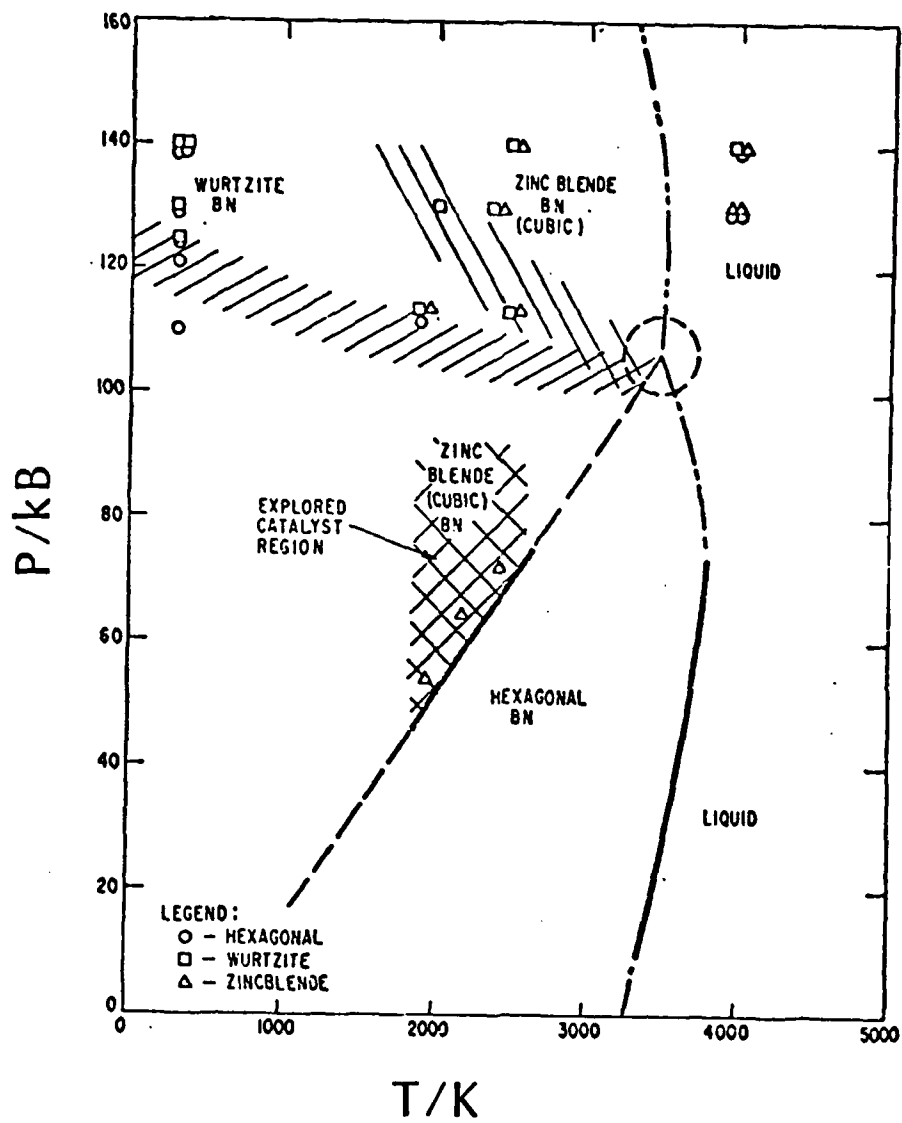 160
140
120
100
80
60
40
20
0
P/kB
WURTZITE
BN
ZINC BLENDE
BN
(CUBIC)
LIQUID
ZINC
BLENDE
(CUBIC)
BN
EXPLORED
CATALYST
REGION
HEXAGONAL
BN
LIQUID
LEGEND:
O – HEXAGONAL
□ – WURTZITE
△ – ZINCBLENDE
0 1000 2000 3000 4000 5000
T/K